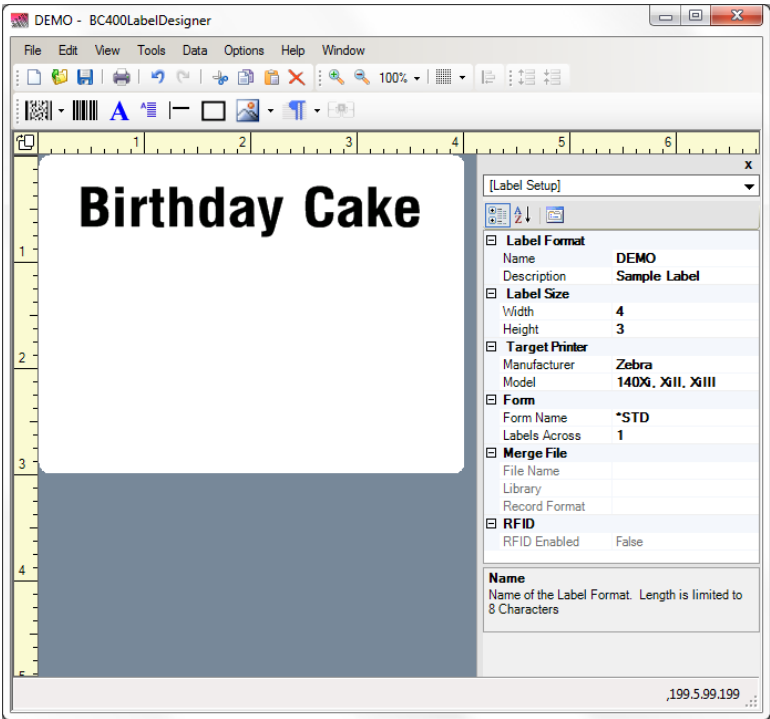 DEMO - BC400LabelDesigner
File Edit View Tools Data Options Help Window
100%
A
1 2 3 4 5 6
x
[Label Setup]
Birthday Cake
Label Format
Name DEMO
Description Sample Label
1
Label Size
Width 4
Height 3
Target Printer
2
Manufacturer Zebra
Model 140Xi, XiII, XiIII
Form
Form Name *STD
Labels Across 1
Merge File
3
File Name
Library
Record Format
RFID
RFID Enabled False
4
Name
Name of the Label Format. Length is limited to
8 Characters
5
,199.5.99.199